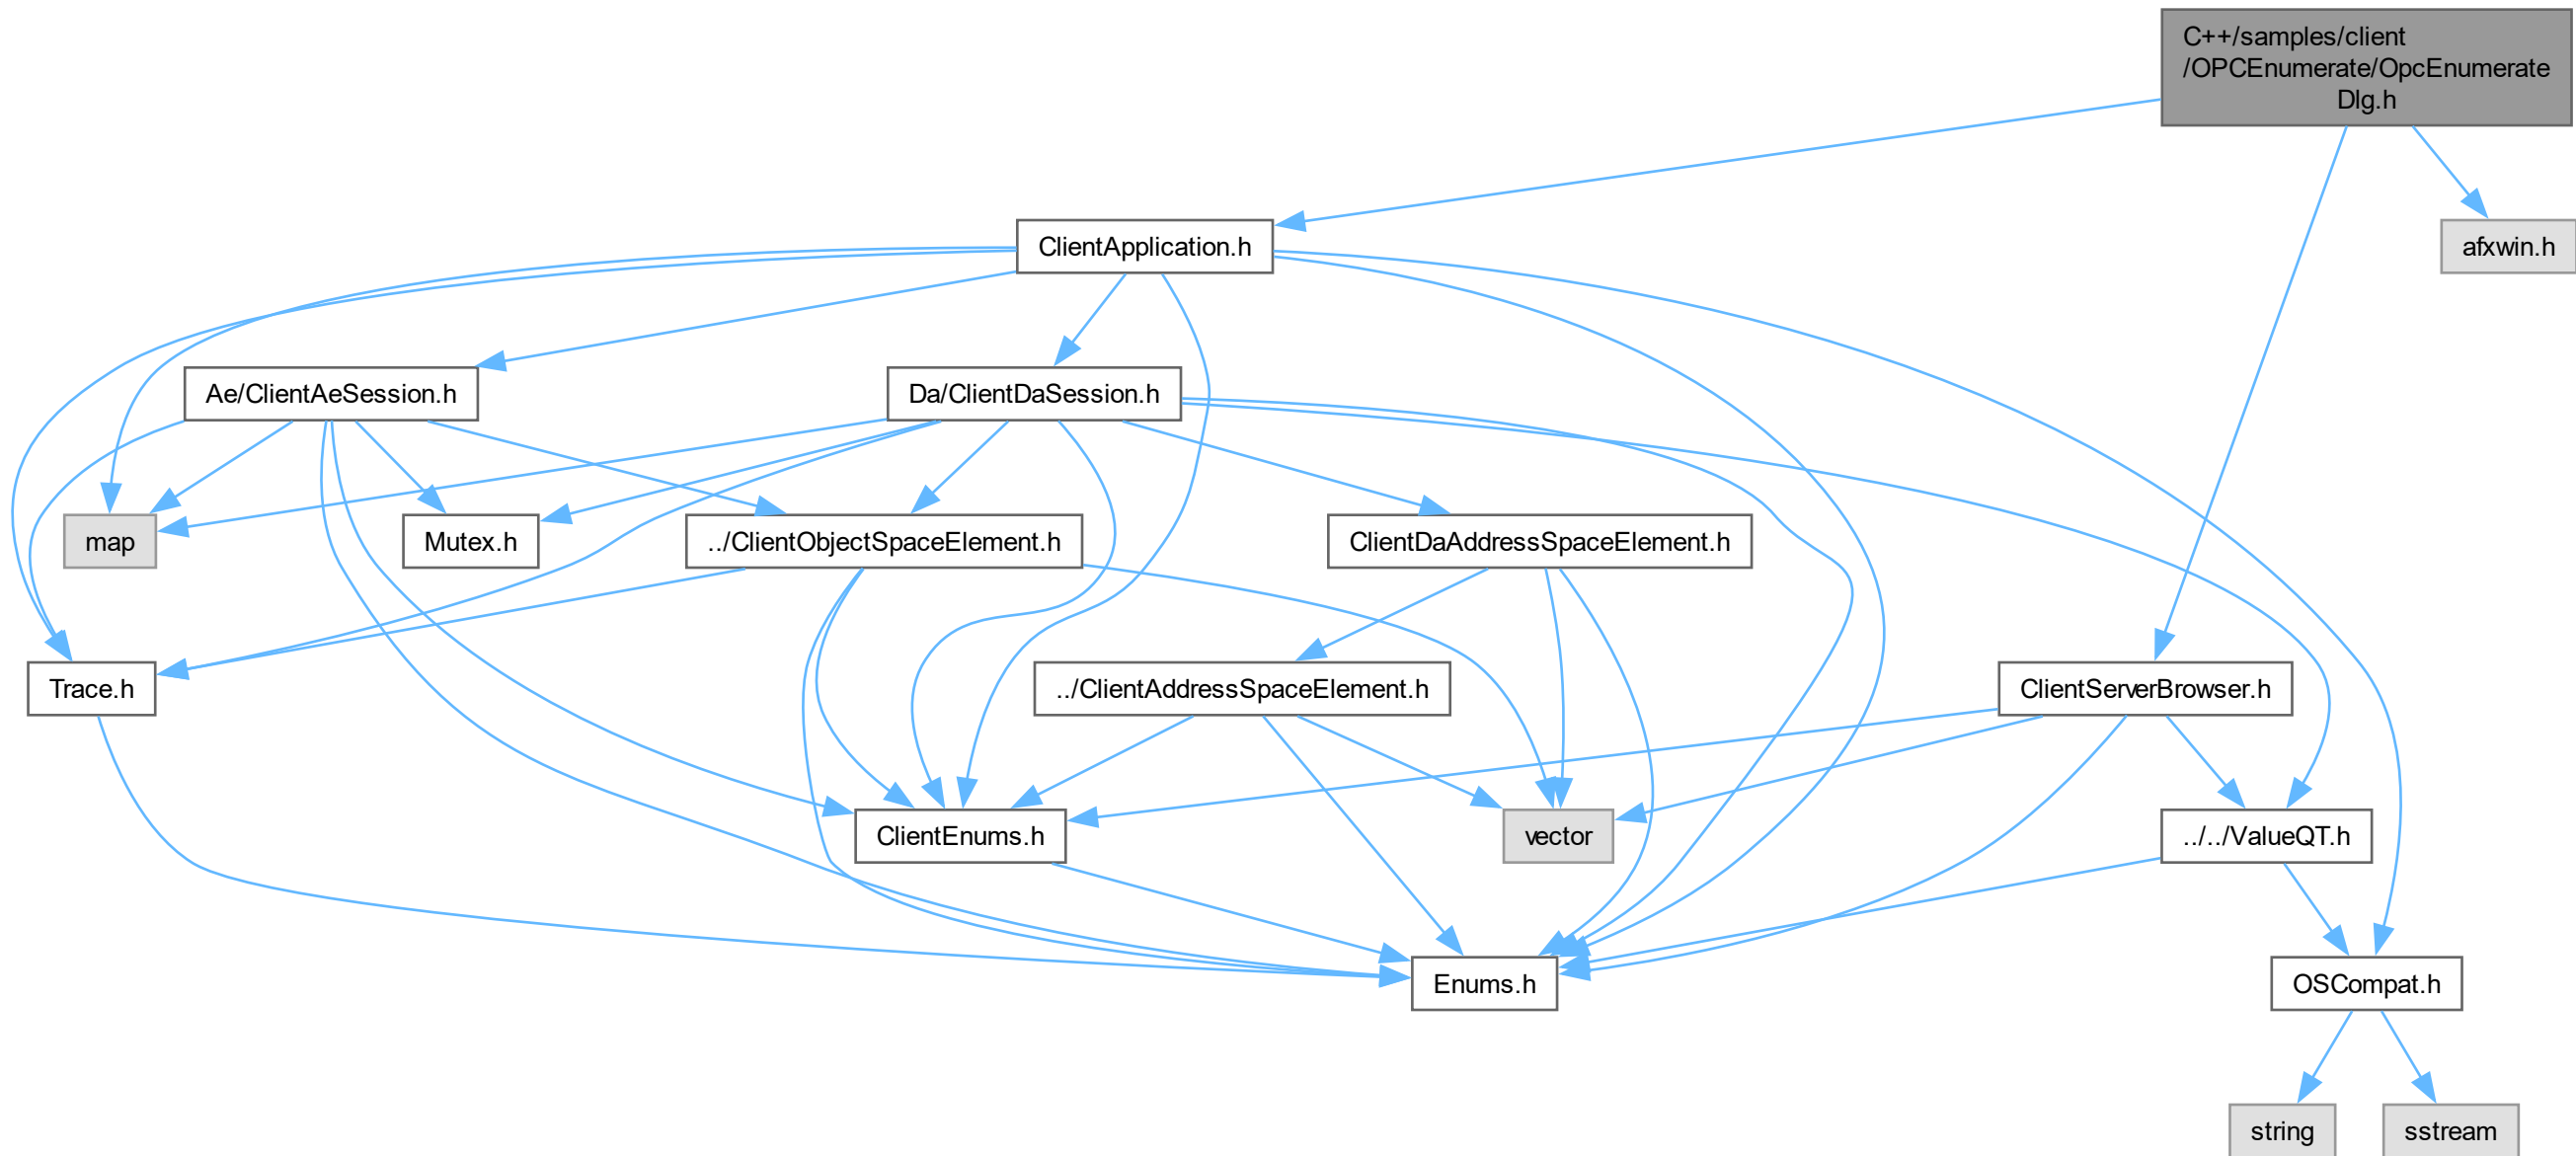 C++/samples/client
/OPCEnumerate/OpcEnumerate
Dlg.h
ClientApplication.h
afxwin.h
Ae/ClientAeSession.h
Da/ClientDaSession.h
map
Mutex.h
../ClientObjectSpaceElement.h
ClientDaAddressSpaceElement.h
Trace.h
../ClientAddressSpaceElement.h
ClientServerBrowser.h
ClientEnums.h
vector
../../ValueQT.h
Enums.h
OSCompat.h
string
sstream